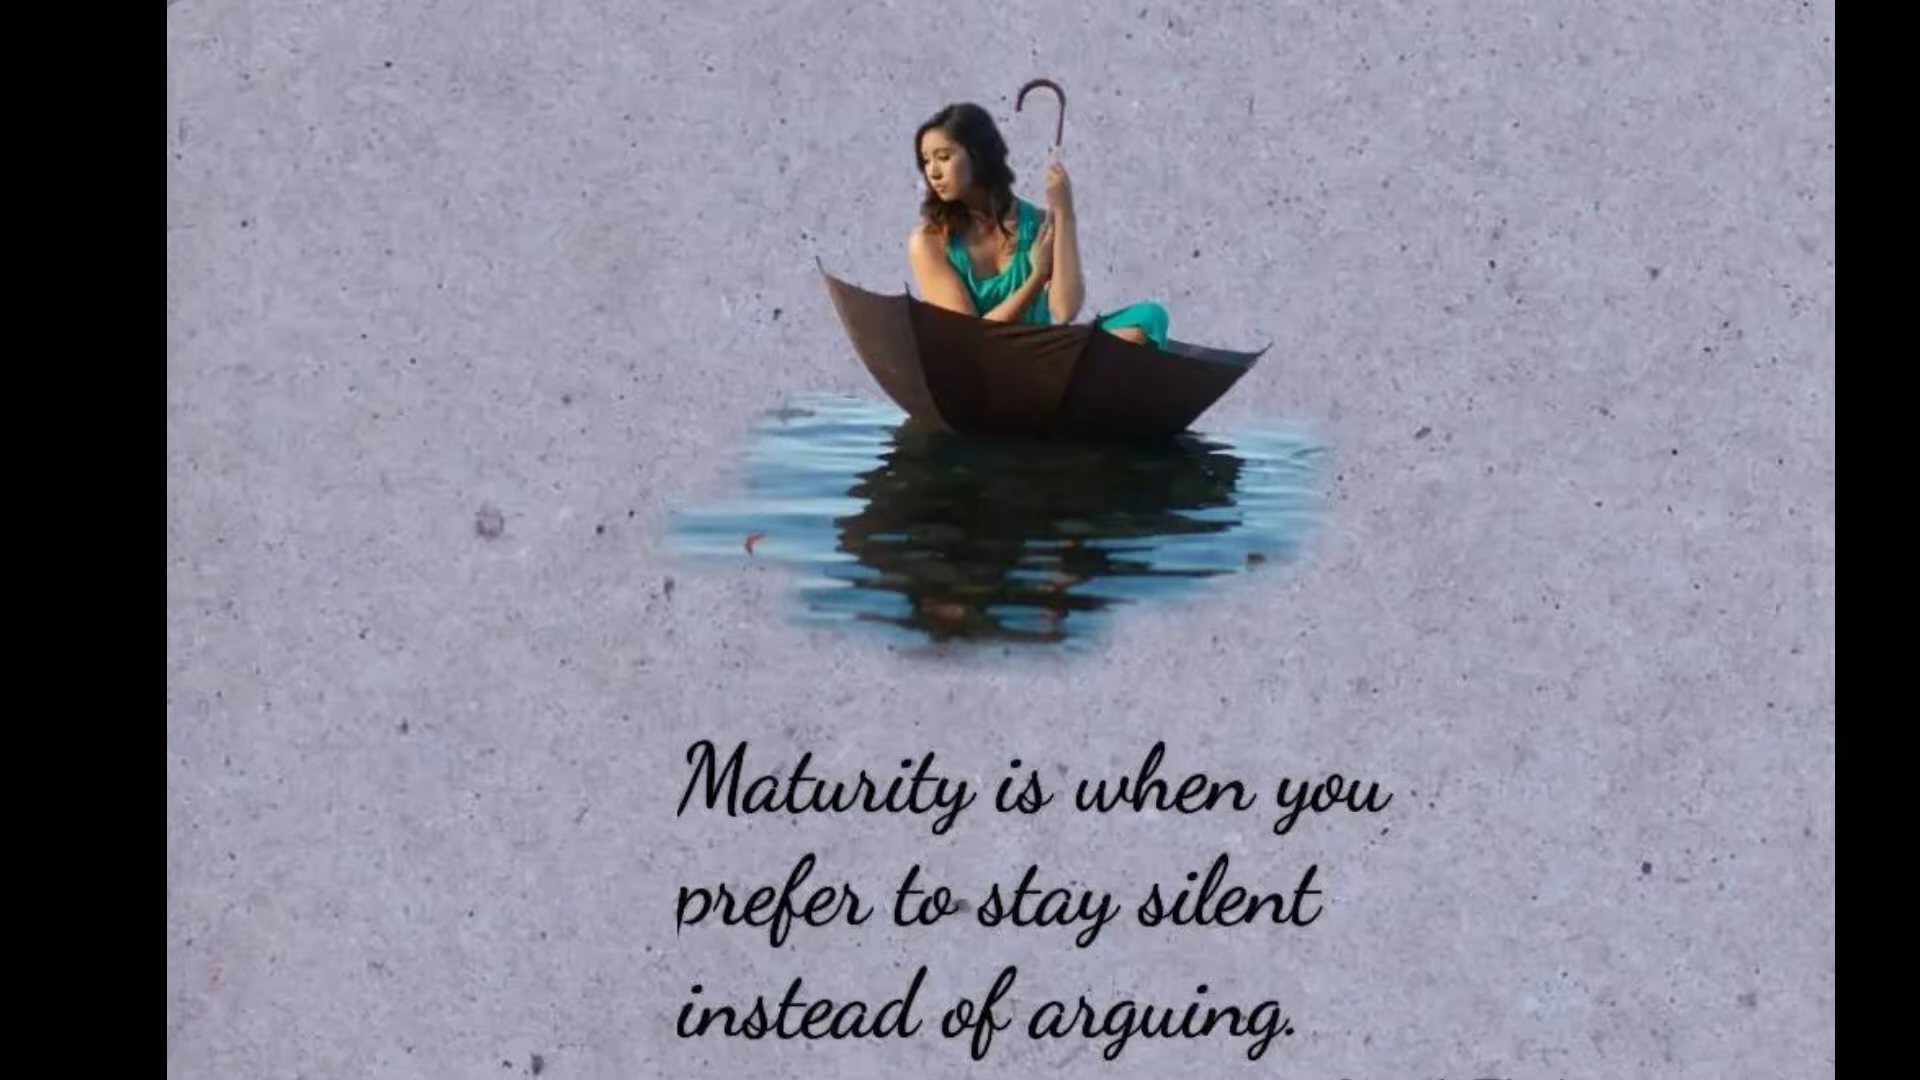 Maturity is when you
prefer to stay silent
instead of arguing.